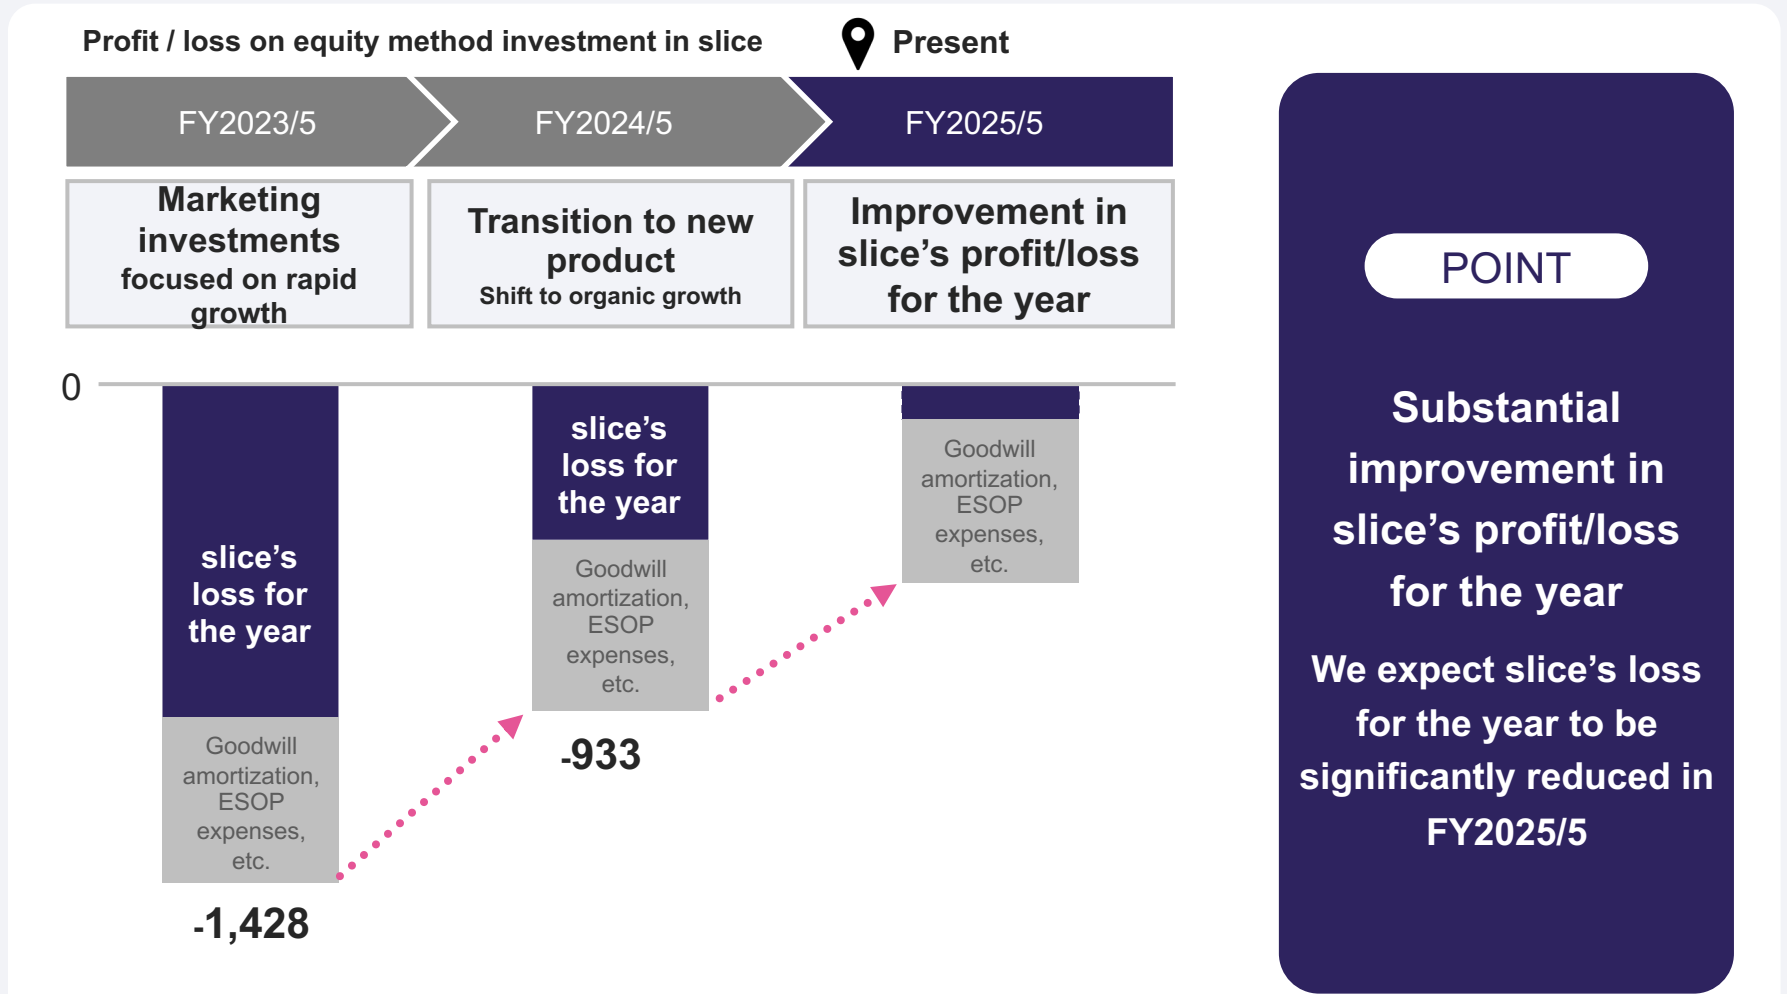 Profit / loss on equity method investment in slice
Present
FY2023/5
FY2024/5
FY2025/5
Marketing
investments
focused on rapid
growth
Transition to new
product
Shift to organic growth
Improvement in
slice’s profit/loss
for the year
0
slice’s
loss for
the year
Goodwill
amortization,
ESOP
expenses,
etc.
-1,428
slice’s
loss for
the year
Goodwill
amortization,
ESOP
expenses,
etc.
-933
Goodwill
amortization,
ESOP
expenses,
etc.
POINT
Substantial
improvement in
slice’s profit/loss
for the year
We expect slice’s loss
for the year to be
significantly reduced in
FY2025/5